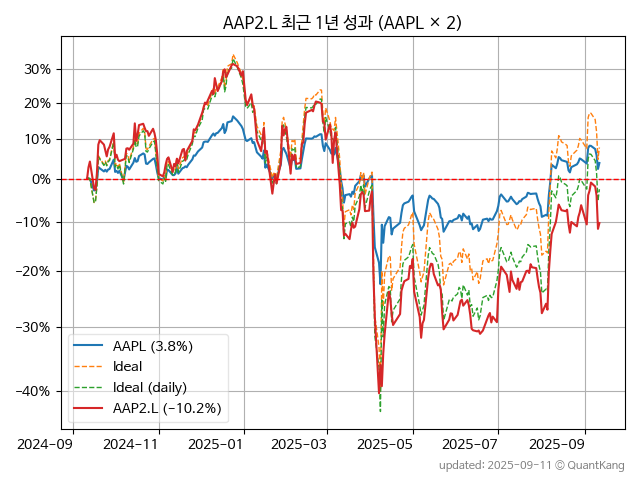 AAP2.L 최근 1년 성과 (AAPL × 2)
30%
20%
10%
0%
−10%
−20%
−30%
−40%
AAPL (3.8%)
Ideal
Ideal (daily)
AAP2.L (−10.2%)
2024-09
2024-11
2025-01
2025-03
2025-05
2025-07
2025-09
updated: 2025-09-11 ⓒ QuantKang